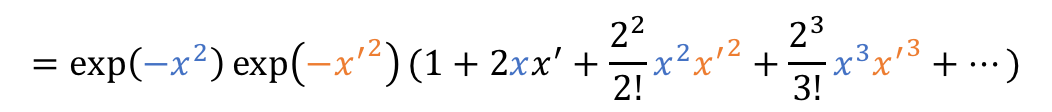 = exp(−x²) exp(−x′²) (1 + 2xx′ + 2²/2! x²x′² + 2³/3! x³x′³ + ⋯ )